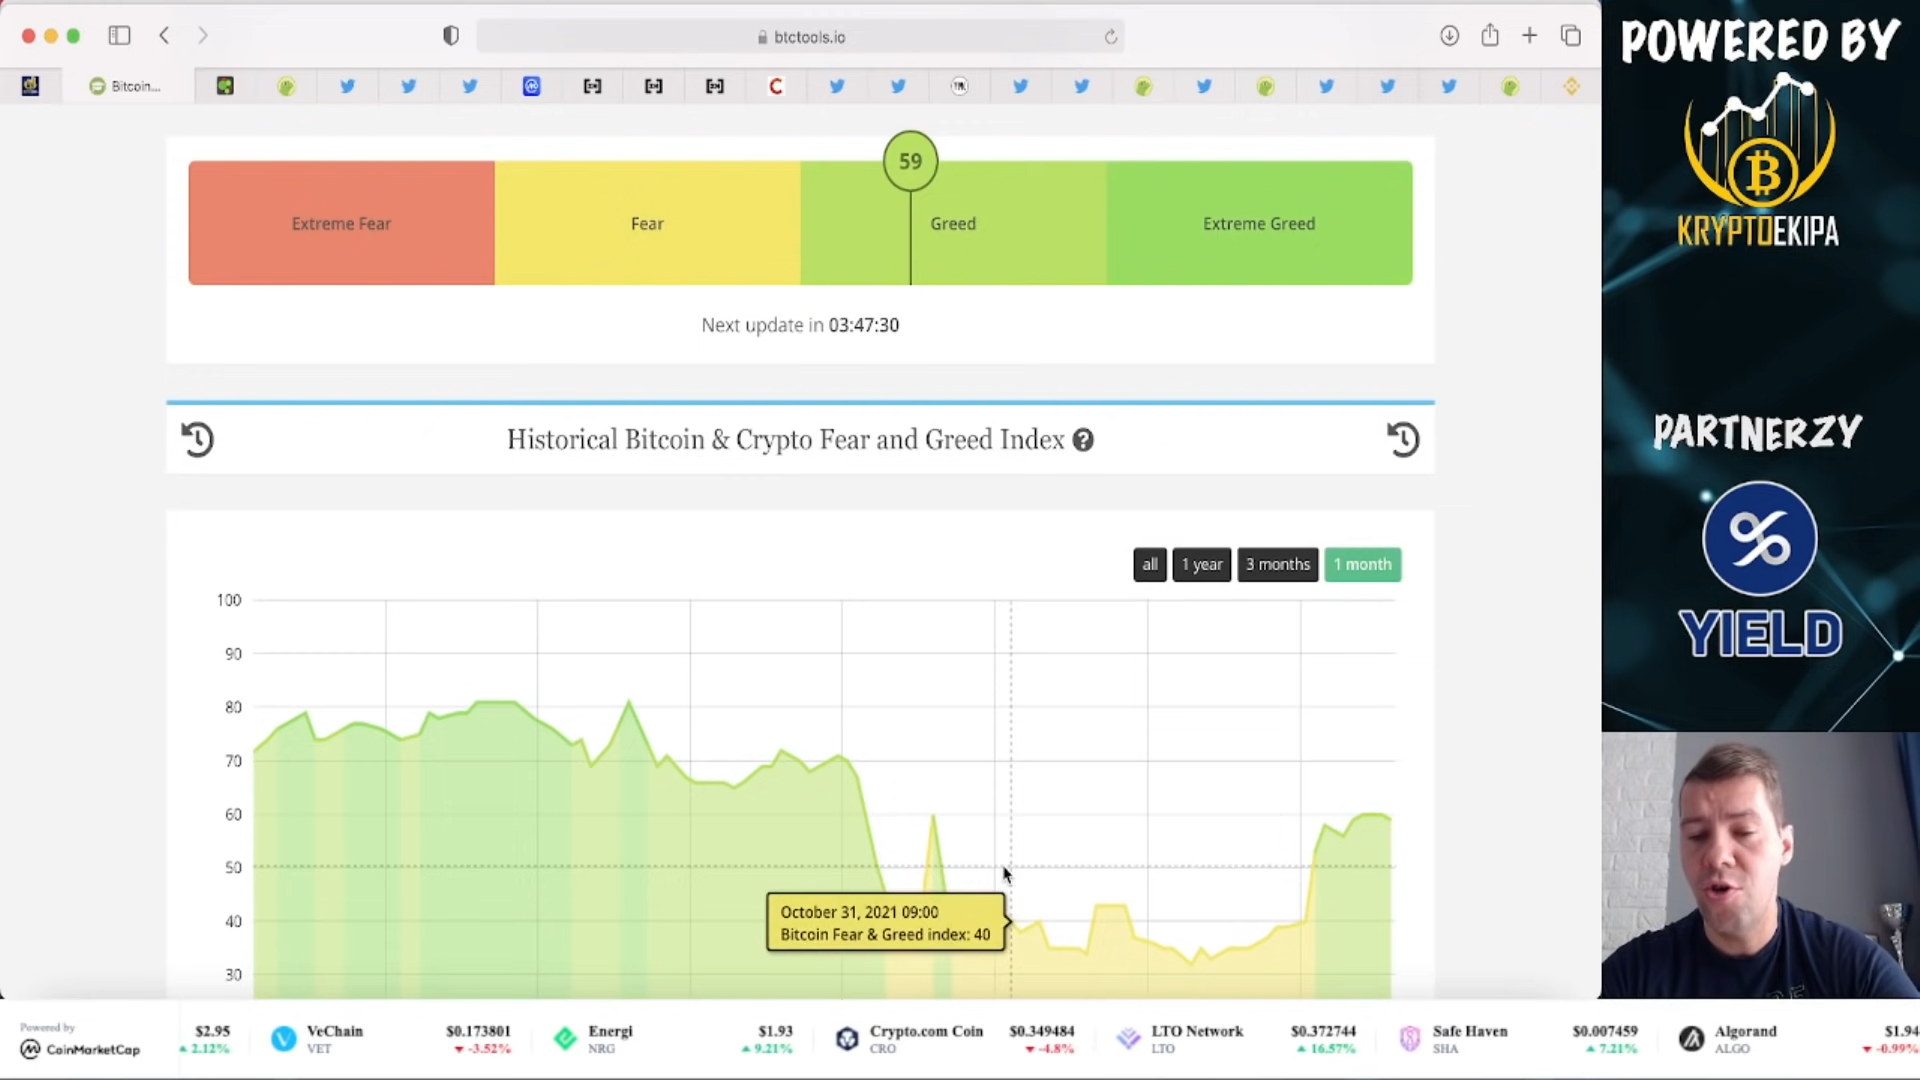 btctools.io
Bitcoin...
59
Extreme Fear
Fear
Greed
Extreme Greed
Next update in 03:47:30
Historical Bitcoin & Crypto Fear and Greed Index
all
1 year
3 months
1 month
100
90
80
70
60
50
40
30
October 31, 2021 09:00
Bitcoin Fear & Greed index: 40
POWERED BY
KRYPTOEKIPA
PARTNERZY
YIELD
Powered by
CoinMarketCap
$2.95
2.12%
VeChain
VET
$0.173801
-3.52%
Energi
NRG
$1.93
9.21%
Crypto.com Coin
CRO
$0.349484
-4.8%
LTO Network
LTO
$0.372744
16.57%
Safe Haven
SHA
$0.007459
7.21%
Algorand
ALGO
$1.94
-0.99%